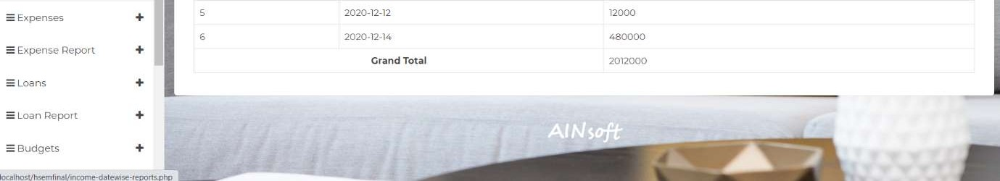 Expenses
Expense Report
Loans
Loan Report
Budgets
5 2020-12-12 12000
6 2020-12-14 480000
Grand Total 2012000
AINsoft
localhost/hsemfinal/income-datewise-reports.php